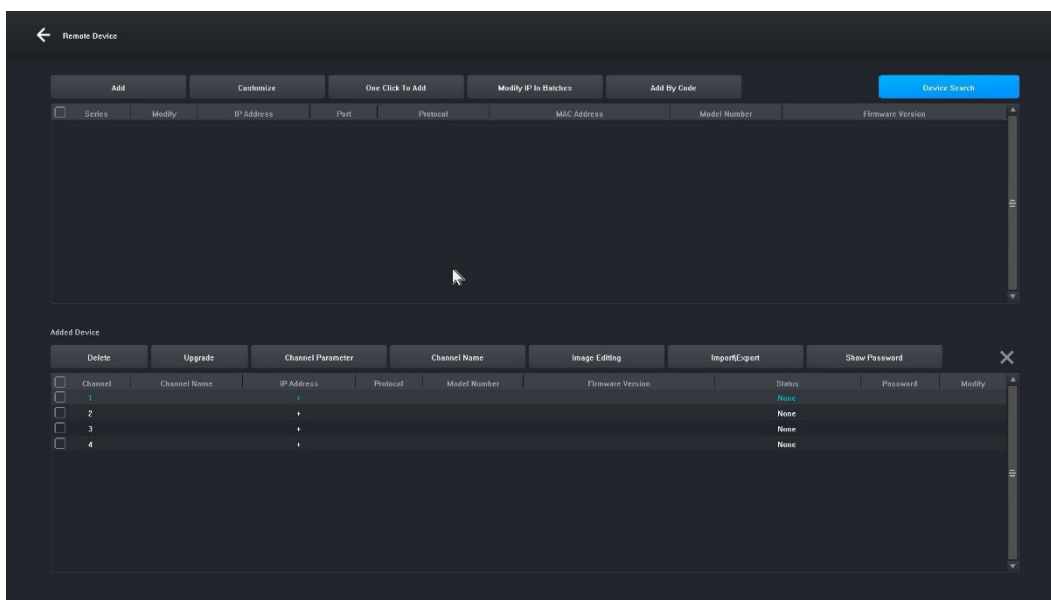 Remote Device
Add Customize One Click To Add Modify IP In Batches Add By Code Device Search
Series Modify IP Address Port Protocol MAC Address Model Number Firmware Version
Added Device
Delete Upgrade Channel Parameter Channel Name Image Editing Import\Export Show Password
Channel Channel Name IP Address Protocol Model Number Firmware Version Status Password Modify
1 + None
2 + None
3 + None
4 + None